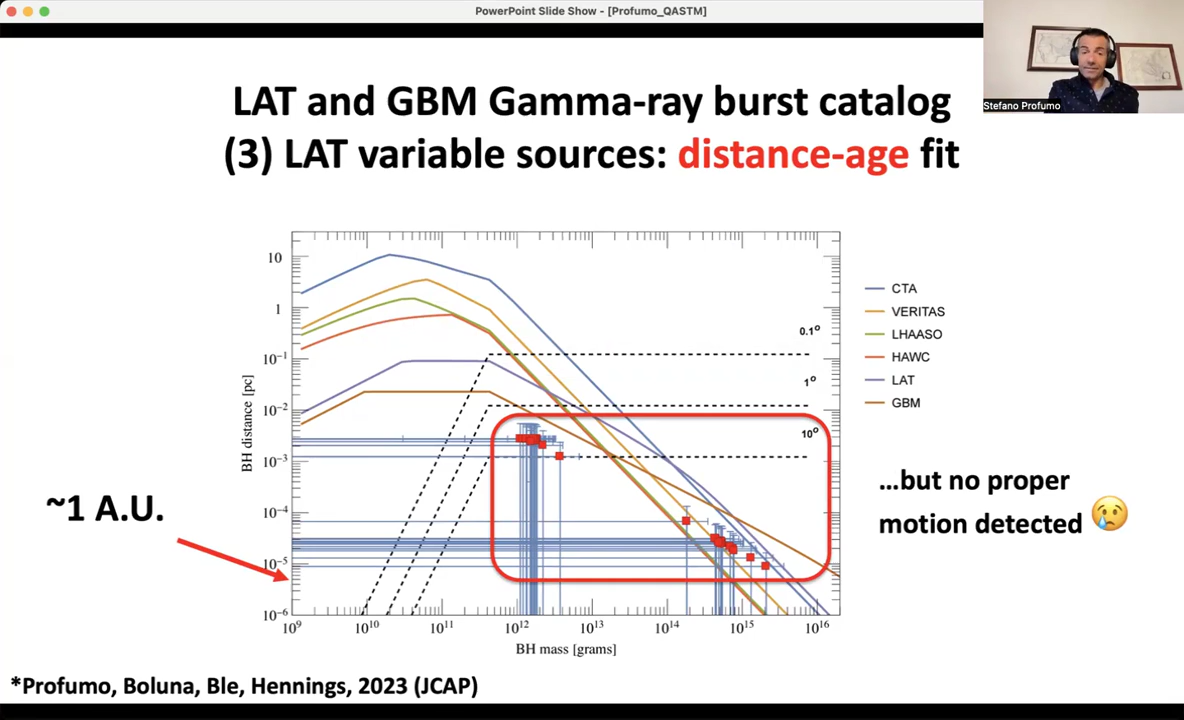 PowerPoint Slide Show - [Profumo_QASTM]
Stefano Profumo
LAT and GBM Gamma-ray burst catalog
(3) LAT variable sources: distance-age fit
BH distance [pc]
10
1
10⁻¹
10⁻²
10⁻³
10⁻⁴
10⁻⁵
10⁻⁶
0.1°
1°
10°
10⁹
10¹⁰
10¹¹
10¹²
10¹³
10¹⁴
10¹⁵
10¹⁶
BH mass [grams]
CTA
VERITAS
LHAASO
HAWC
LAT
GBM
~1 A.U.
...but no proper
motion detected 😢
*Profumo, Boluna, Ble, Hennings, 2023 (JCAP)